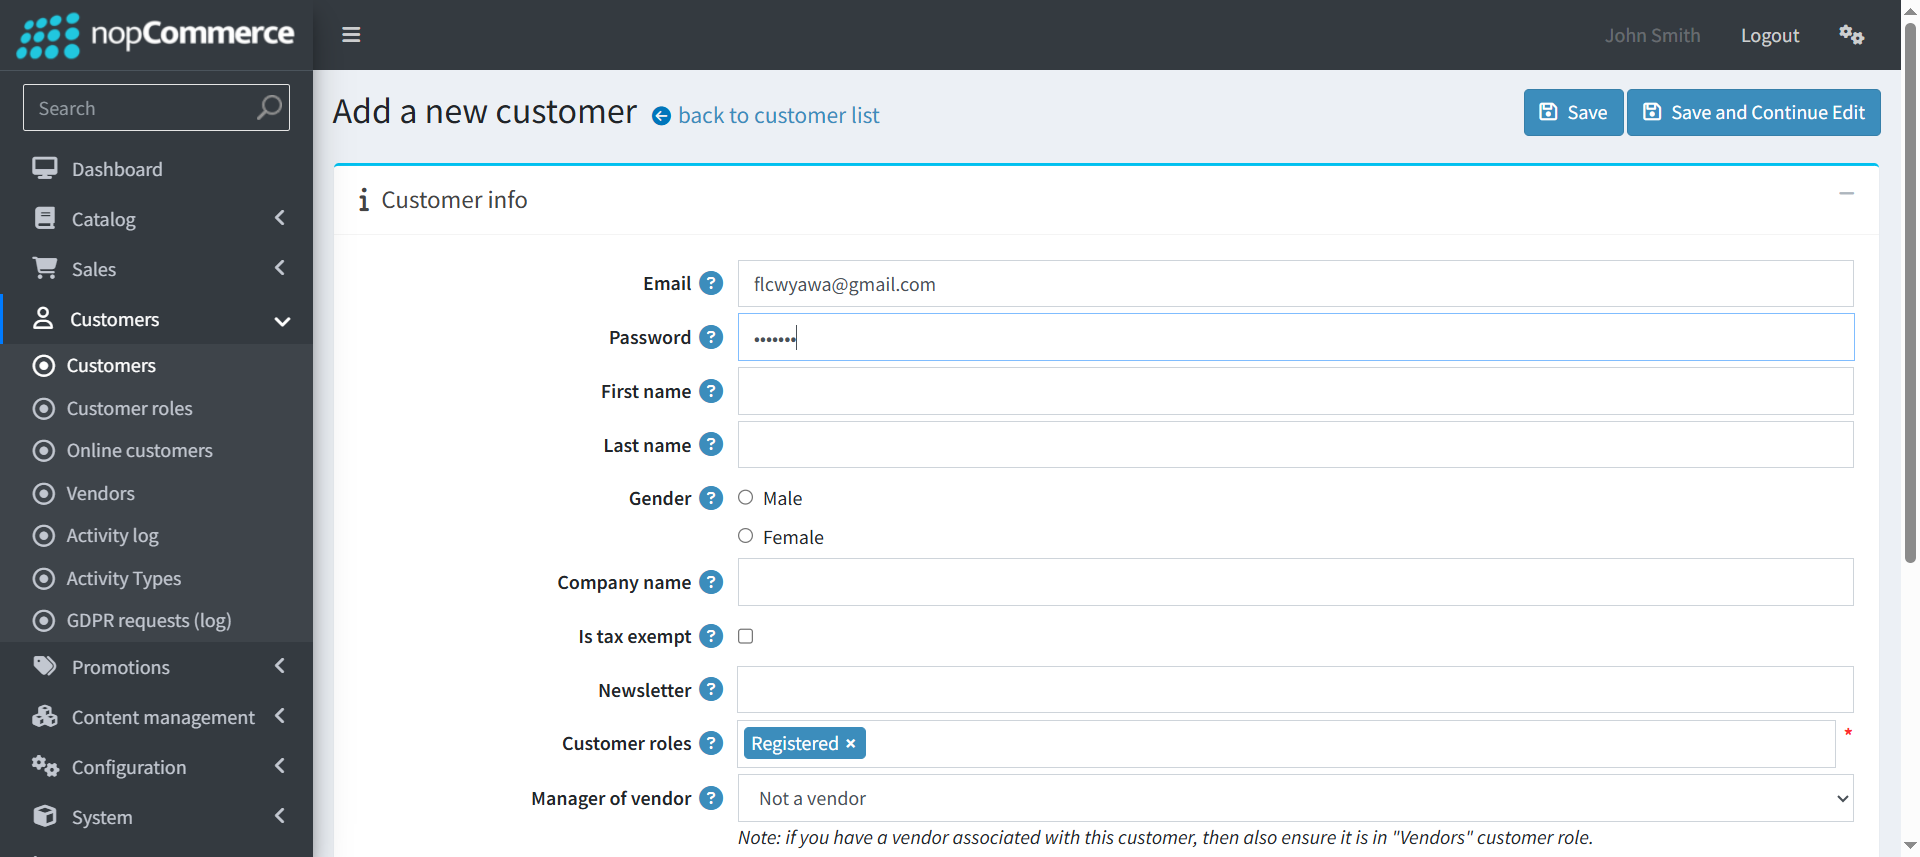 nopCommerce
John Smith
Logout
Search
Add a new customer
back to customer list
Save
Save and Continue Edit
Dashboard
Catalog
Sales
Customers
Customers
Customer roles
Online customers
Vendors
Activity log
Activity Types
GDPR requests (log)
Promotions
Content management
Configuration
System
Customer info
Email ? flcwyawa@gmail.com
Password ? •••••••
First name ?
Last name ?
Gender ? Male
Female
Company name ?
Is tax exempt ?
Newsletter ?
Customer roles ? Registered × *
Manager of vendor ? Not a vendor
Note: if you have a vendor associated with this customer, then also ensure it is in "Vendors" customer role.